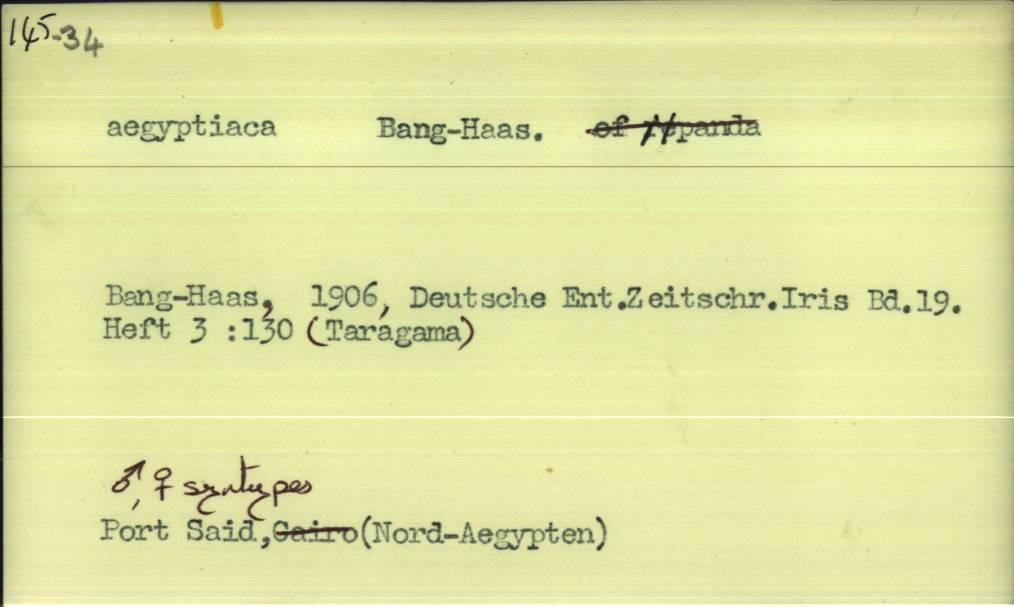 145-34
aegyptiaca Bang-Haas. of panda
Bang-Haas, 1906, Deutsche Ent.Zeitschr.Iris Bd.19.
Heft 3 :130 (Taragama)
♂, ♀ syntypes
Port Said, Cairo (Nord-Aegypten)